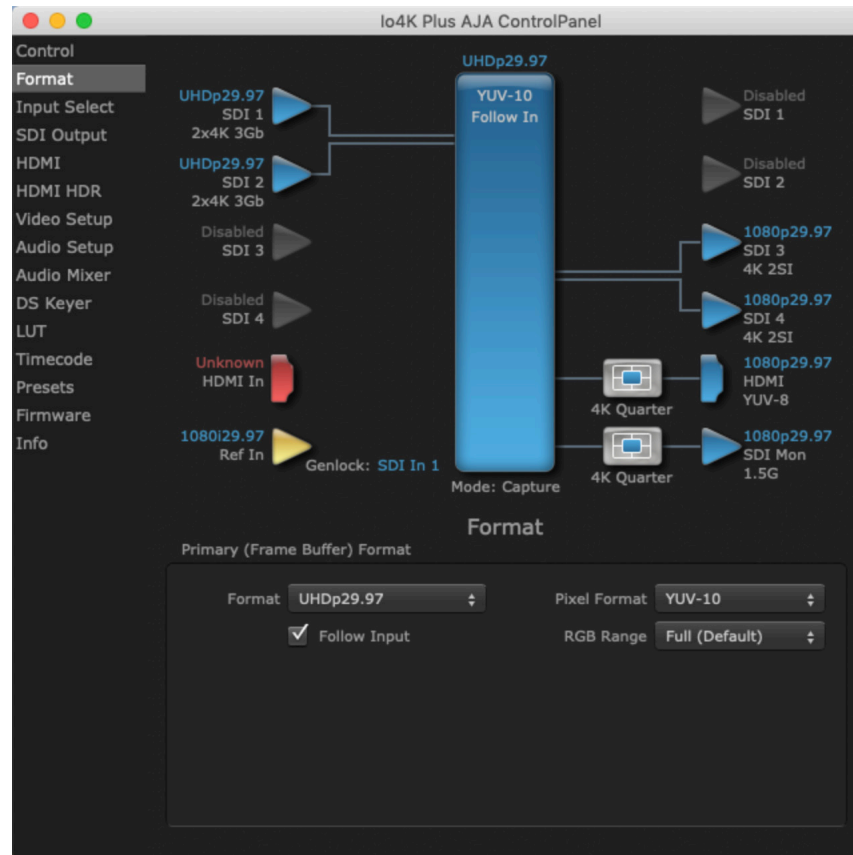 Io4K Plus AJA ControlPanel
Control
Format
Input Select
SDI Output
HDMI
HDMI HDR
Video Setup
Audio Setup
Audio Mixer
DS Keyer
LUT
Timecode
Presets
Firmware
Info
UHDp29.97
SDI 1
2x4K 3Gb
UHDp29.97
SDI 2
2x4K 3Gb
Disabled
SDI 3
Disabled
SDI 4
Unknown
HDMI In
1080i29.97
Ref In
Genlock: SDI In 1
UHDp29.97
YUV-10
Follow In
Mode: Capture
Disabled
SDI 1
Disabled
SDI 2
1080p29.97
SDI 3
4K 2SI
1080p29.97
SDI 4
4K 2SI
4K Quarter
1080p29.97
HDMI
YUV-8
4K Quarter
1080p29.97
SDI Mon
1.5G
Format
Primary (Frame Buffer) Format
Format UHDp29.97
Follow Input
Pixel Format YUV-10
RGB Range Full (Default)